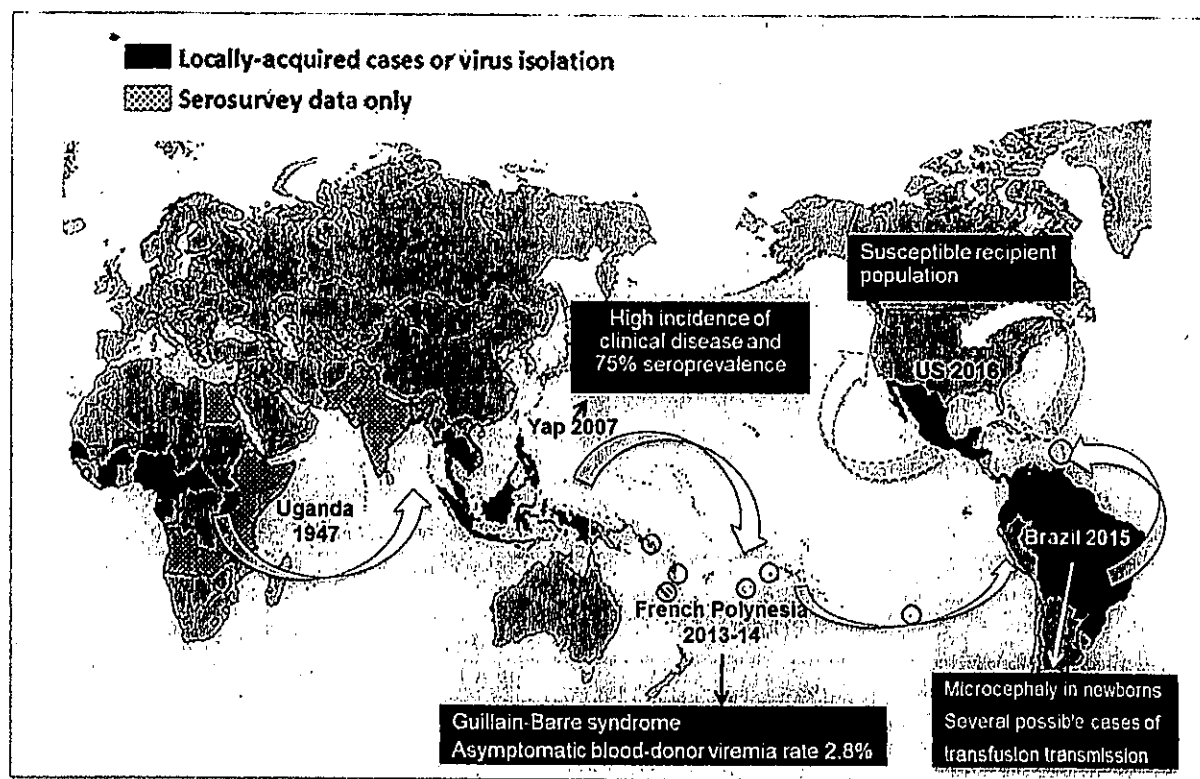 Locally-acquired cases or virus isolation
Serosurvey data only
Susceptible recipient
population
High incidence of
clinical disease and
75% seroprevalence
US 2016
Yap 2007
Uganda
1947
Brazil 2015
French Polynesia
2013-14
Guillain-Barre syndrome
Asymptomatic blood-donor viremia rate 2.8%
Microcephaly in newborns
Several possible cases of
transfusion transmission